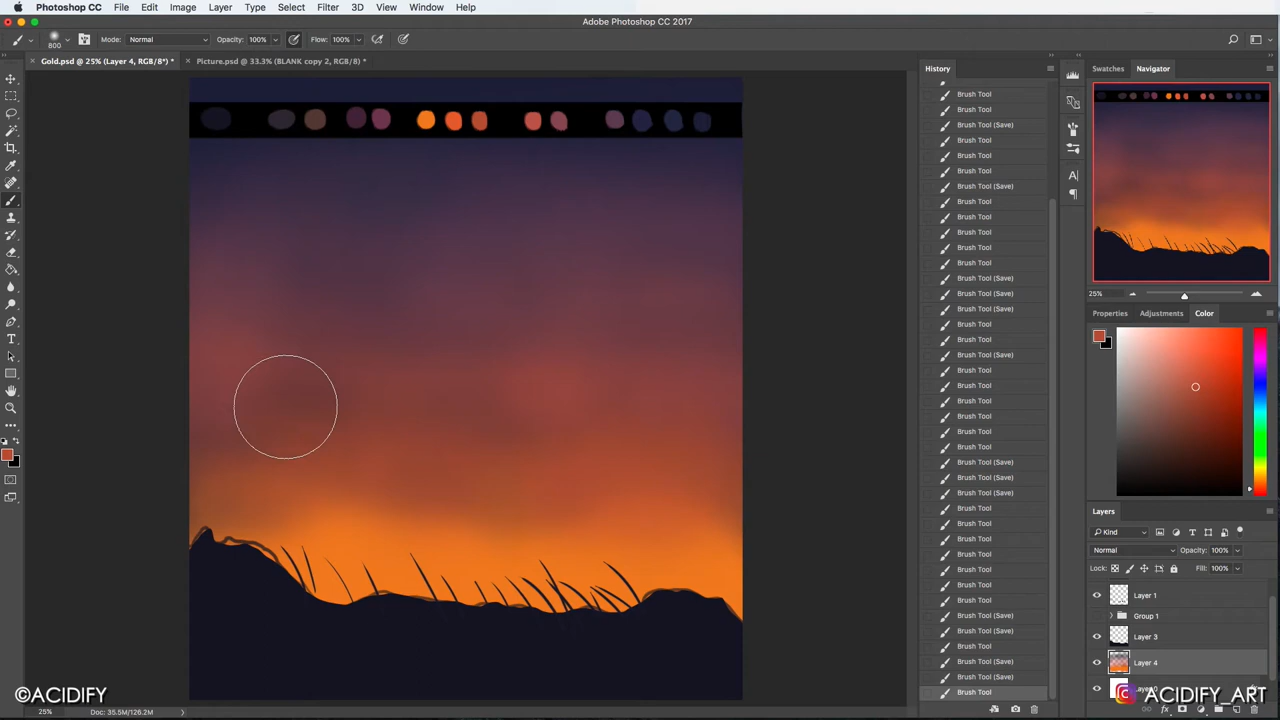 Photoshop CC File Edit Image Layer Type Select Filter 3D View Window Help
Adobe Photoshop CC 2017
800 Mode: Normal Opacity: 100% Flow: 100%
× Gold.psd @ 25% (Layer 4, RGB/8*) * × Picture.psd @ 33.3% (BLANK copy 2, RGB/8) *
History
Brush Tool
Brush Tool
Brush Tool (Save)
Brush Tool
Brush Tool
Brush Tool
Brush Tool (Save)
Brush Tool
Brush Tool
Brush Tool
Brush Tool
Brush Tool
Brush Tool (Save)
Brush Tool (Save)
Brush Tool (Save)
Brush Tool
Brush Tool
Brush Tool (Save)
Brush Tool
Brush Tool
Brush Tool
Brush Tool
Brush Tool
Brush Tool
Brush Tool (Save)
Brush Tool (Save)
Brush Tool (Save)
Brush Tool
Brush Tool
Brush Tool
Brush Tool
Brush Tool
Brush Tool
Brush Tool
Brush Tool (Save)
Brush Tool (Save)
Brush Tool
Brush Tool (Save)
Brush Tool (Save)
Brush Tool
Swatches Navigator
25%
Properties Adjustments Color
Layers
Kind
Normal Opacity: 100%
Lock: Fill: 100%
Layer 1
Group 1
Layer 3
Layer 4
©ACIDIFY
ACIDIFY_ART
25% Doc: 35.5M/126.2M